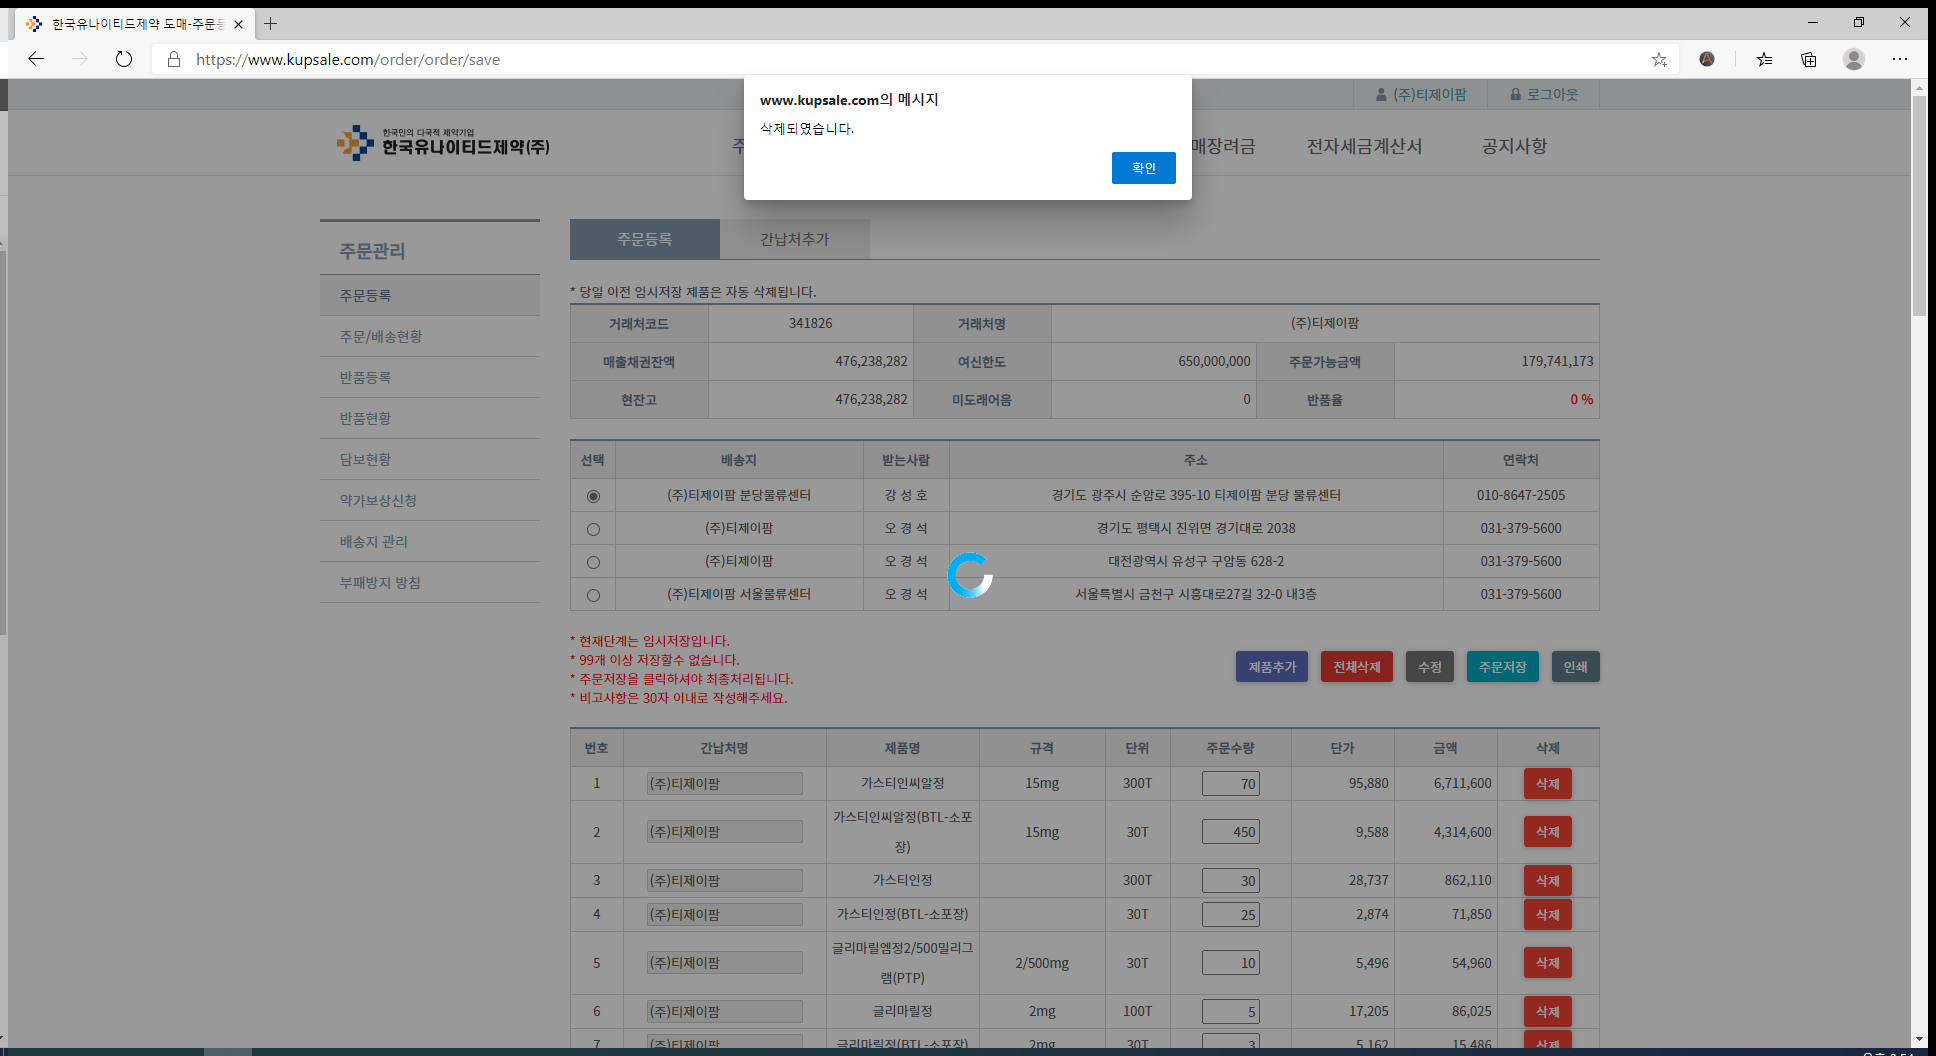 한국유나이티드제약 도매-주문등
https://www.kupsale.com/order/order/save
www.kupsale.com의 메시지
삭제되였습니다.
확인
(주)티제이팜
로그아웃
한국인의 다국적 제약기업
한국유나이티드제약(주)
주
매장려금
전자세금계산서
공지사항
주문관리
주문등록
주문/배송현황
반품등록
반품현황
담보현황
약가보상신청
배송지 관리
부패방지 방침
주문등록
간납처추가
* 당일 이전 임시저장 제품은 자동 삭제됩니다.
거래처코드 341826 거래처명 (주)티제이팜
매출채권잔액 476,238,282 여신한도 650,000,000 주문가능금액 179,741,173
현잔고 476,238,282 미도래어음 0 반품율 0 %
선택 배송지 받는사람 주소 연락처
(주)티제이팜 분당물류센터 강 성 호 경기도 광주시 순암로 395-10 티제이팜 분당 물류센터 010-8647-2505
(주)티제이팜 오 경 석 경기도 평택시 진위면 경기대로 2038 031-379-5600
(주)티제이팜 오 경 석 대전광역시 유성구 구암동 628-2 031-379-5600
(주)티제이팜 서울물류센터 오 경 석 서울특별시 금천구 시흥대로27길 32-0 내3층 031-379-5600
* 현재단계는 임시저장입니다.
* 99개 이상 저장할수 없습니다.
* 주문저장을 클릭하셔야 최종처리됩니다.
* 비고사항은 30자 이내로 작성해주세요.
제품추가 전체삭제 수정 주문저장 인쇄
번호 간납처명 제품명 규격 단위 주문수량 단가 금액 삭제
1 (주)티제이팜 가스티인씨알정 15mg 300T 70 95,880 6,711,600 삭제
2 (주)티제이팜 가스티인씨알정(BTL-소포장) 15mg 30T 450 9,588 4,314,600 삭제
3 (주)티제이팜 가스티인정 300T 30 28,737 862,110 삭제
4 (주)티제이팜 가스티인정(BTL-소포장) 30T 25 2,874 71,850 삭제
5 (주)티제이팜 글리마릴엠정2/500밀리그램(PTP) 2/500mg 30T 10 5,496 54,960 삭제
6 (주)티제이팜 글리마릴정 2mg 100T 5 17,205 86,025 삭제
7 (주)티제이팜 글리마릴정(BTL-소포장) 2mg 30T 3 5,162 15,486 삭제